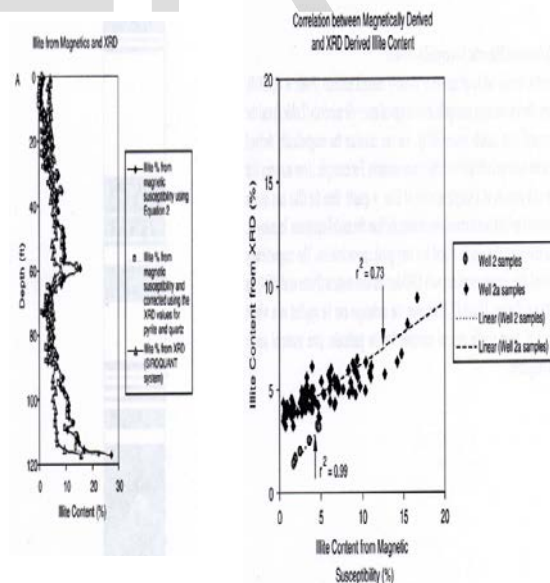 Illite from Magnetics and XRD
A
0
20
40
60
80
100
120
Depth (ft)
0 10 20 30
Illite Content (%)
Illite % from
magnetic
susceptibility using
Equation 2
Illite % from
magnetic
susceptibility and
corrected using the
XRD values for
pyrite and quartz
Illite % from XRD
(SIROQUANT
system)
Correlation between Magnetically Derived
and XRD Derived Illite Content
20
15
10
5
0
Illite Content from XRD (%)
r2 = 0.73
r2 = 0.99
0 5 10 15 20
Illite Content from Magnetic
Susceptibility (%)
Well 2 samples
Well 2a samples
Linear (Well 2 samples)
Linear (Well 2a samples)